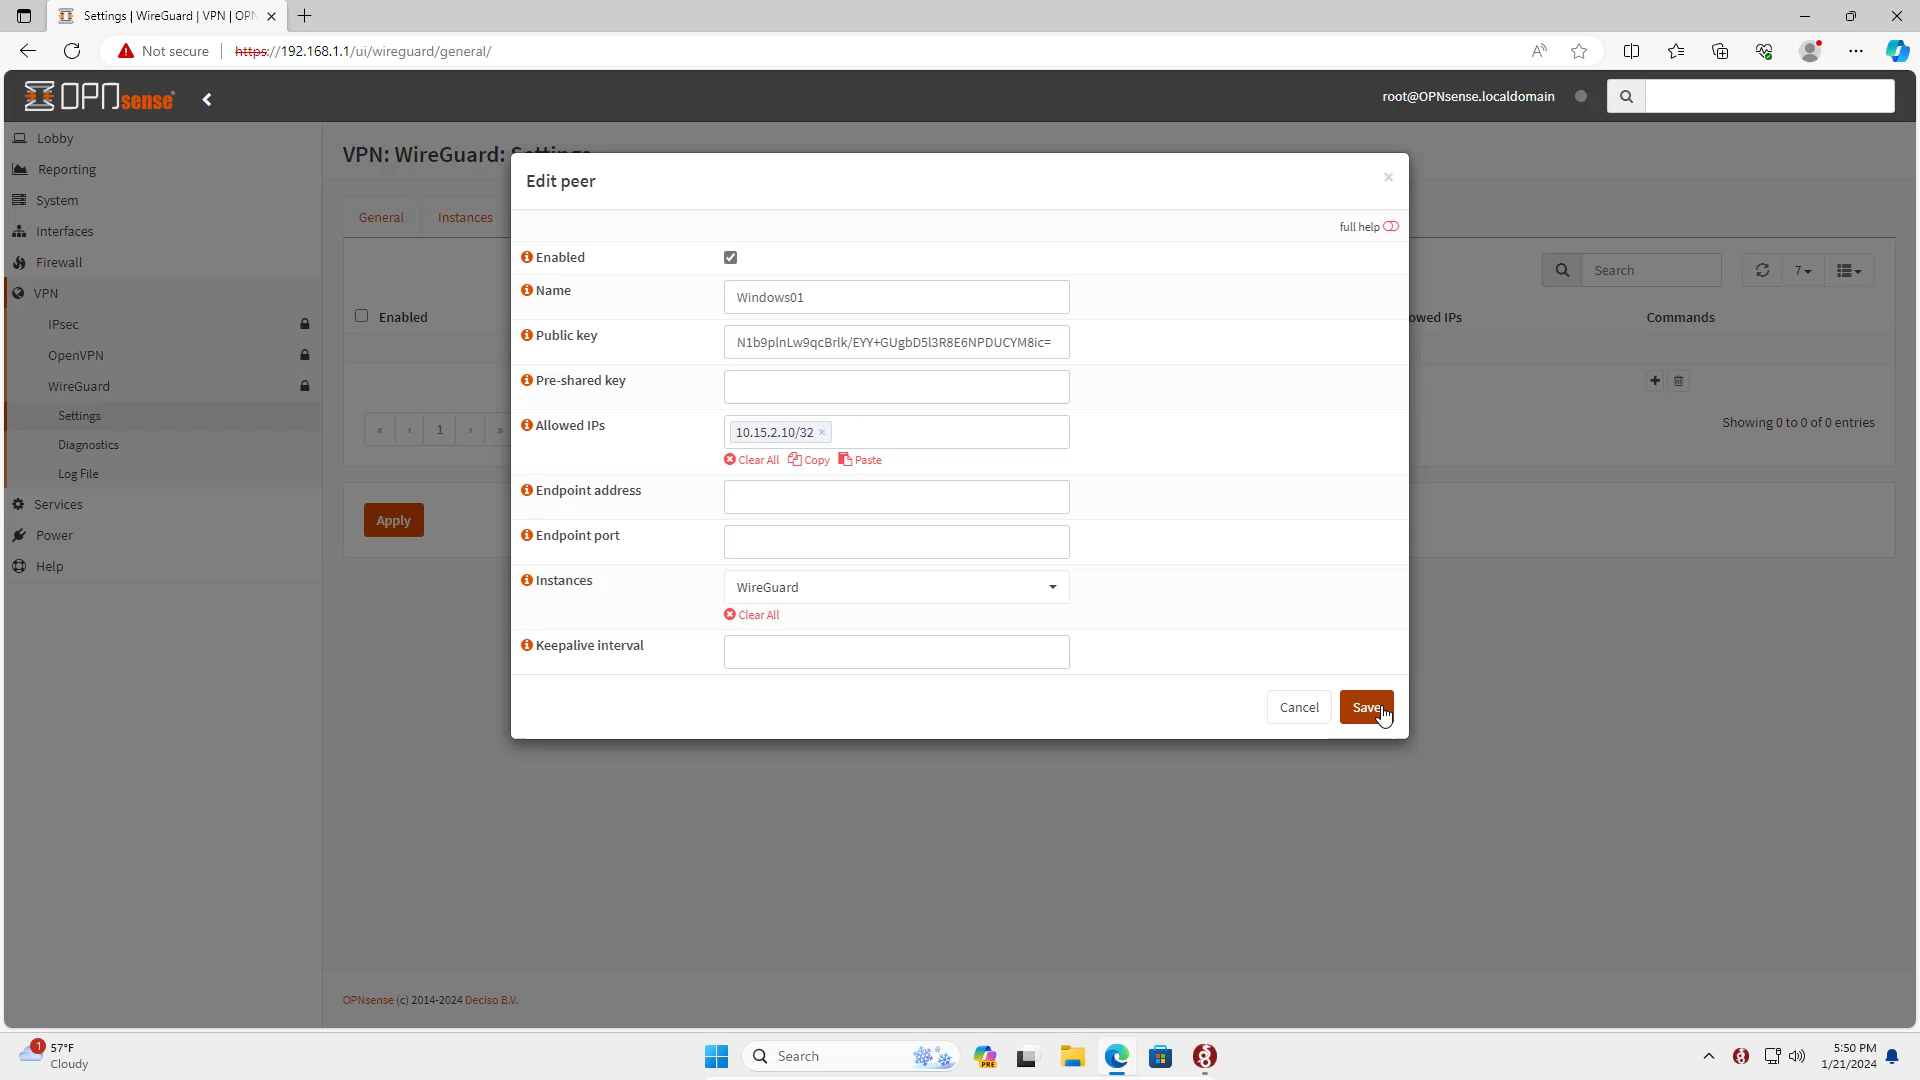 Settings | WireGuard | VPN | OPN
Not secure
https://192.168.1.1/ui/wireguard/general/
OPNsense
root@OPNsense.localdomain
Lobby
Reporting
System
Interfaces
Firewall
VPN
IPsec
OpenVPN
WireGuard
Settings
Diagnostics
Log File
Services
Power
Help
VPN: WireGuard: Settings
General
Instances
Enabled
« ‹ 1 › »
Apply
Edit peer
×
full help
Enabled
Name
Windows01
Public key
N1b9plnLw9qcBrlk/EYY+GUgbD5l3R8E6NPDUCYM8ic=
Pre-shared key
Allowed IPs
10.15.2.10/32 ×
Clear All Copy Paste
Endpoint address
Endpoint port
Instances
WireGuard
Clear All
Keepalive interval
Cancel
Save
Search
7
owed IPs
Commands
Showing 0 to 0 of 0 entries
OPNsense (c) 2014-2024 Deciso B.V.
1
57°F
Cloudy
Search
PRE
5:50 PM
1/21/2024